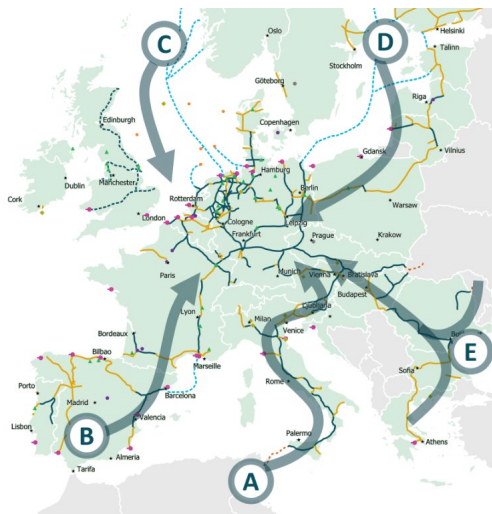 Oslo
Helsinki
Talinn
Stockholm
C
D
Göteborg
Riga
Edinburgh
Copenhagen
Vilnius
Gdansk
Dublin
Manchester
Hamburg
Cork
Berlin
Rotterdam
Warsaw
London
Cologne
Leipzig
Frankfurt
Prague
Krakow
Paris
Munich
Vienna
Bratislava
Budapest
Ljubljana
Lyon
Milan
Venice
Bordeaux
E
Bilbao
Marseille
Sofia
Porto
Rome
Madrid
Barcelona
B
Valencia
Lisbon
Palermo
Athens
Almeria
Tarifa
A